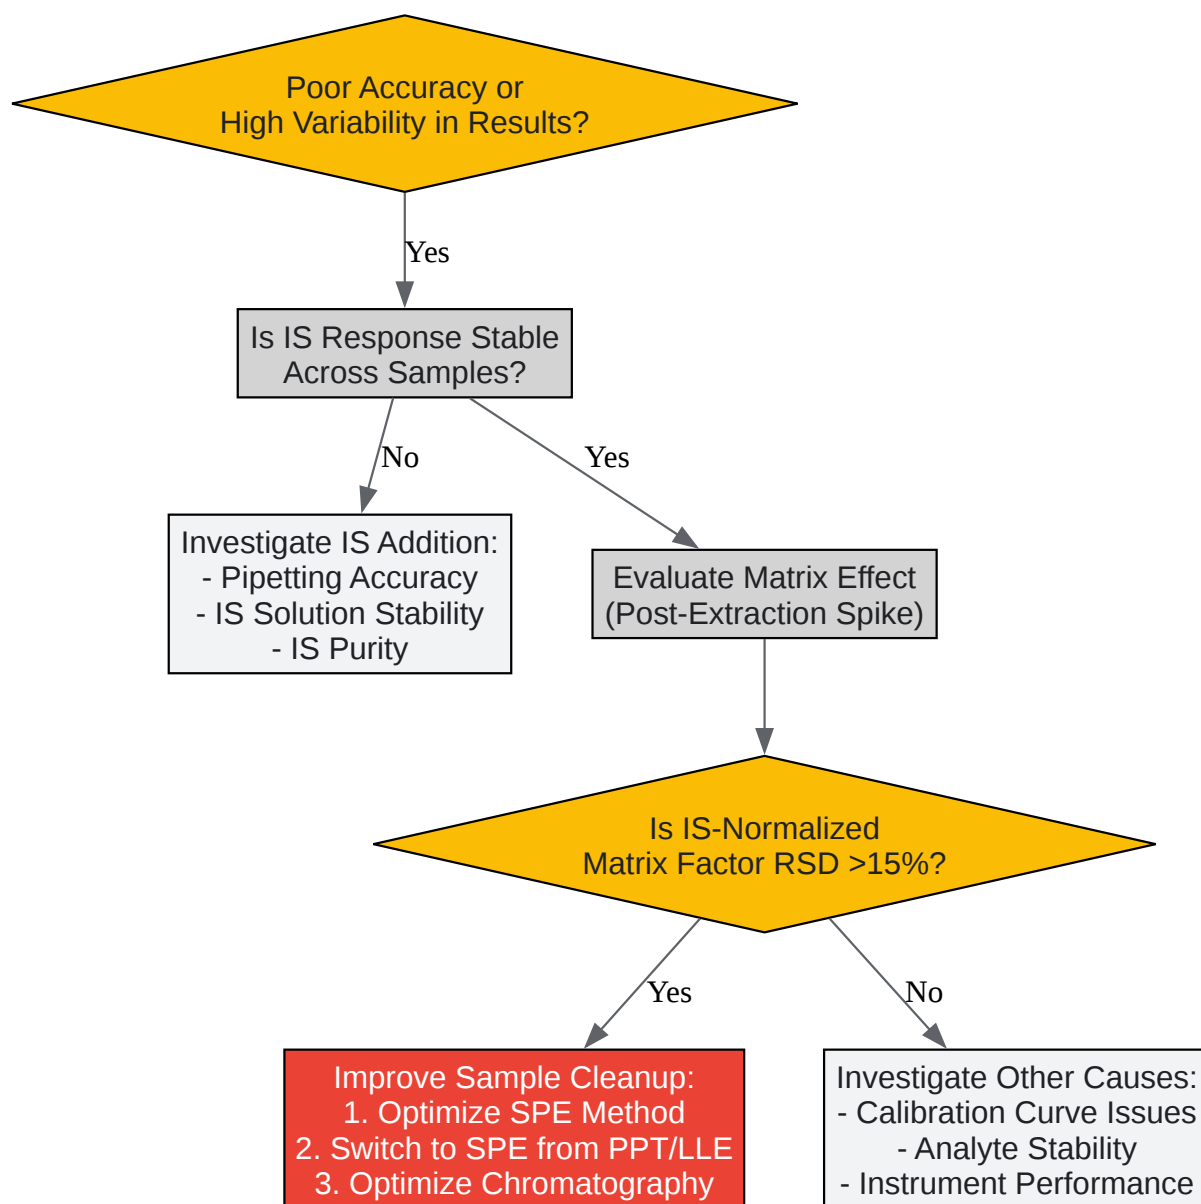 Poor Accuracy or
High Variability in Results?
Yes
Is IS Response Stable
Across Samples?
No
Yes
Investigate IS Addition:
- Pipetting Accuracy
- IS Solution Stability
- IS Purity
Evaluate Matrix Effect
(Post-Extraction Spike)
Is IS-Normalized
Matrix Factor RSD >15%?
Yes
No
Improve Sample Cleanup:
1. Optimize SPE Method
2. Switch to SPE from PPT/LLE
3. Optimize Chromatography
Investigate Other Causes:
- Calibration Curve Issues
- Analyte Stability
- Instrument Performance